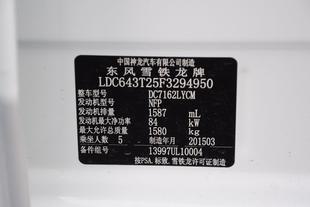 中国神龙汽车有限公司制造
东风雪铁龙牌
LDC643T25F3294950
整车型号 DC7162LYCM
发动机型号 NFP
发动机排量 1587 mL
发动机最大净功率 84 kW
最大允许总质量 1580 kg
乘坐人数 5 制造年月 201503
备件组号 13997UL10004
按PSA.标致.雪铁龙许可证制造